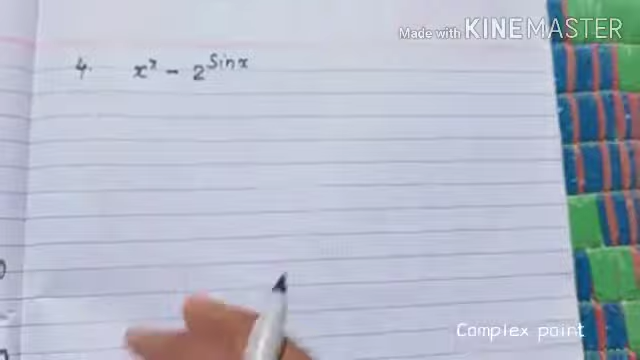 Made with KINEMASTER
4. x^x - 2^Sin x
Complex point